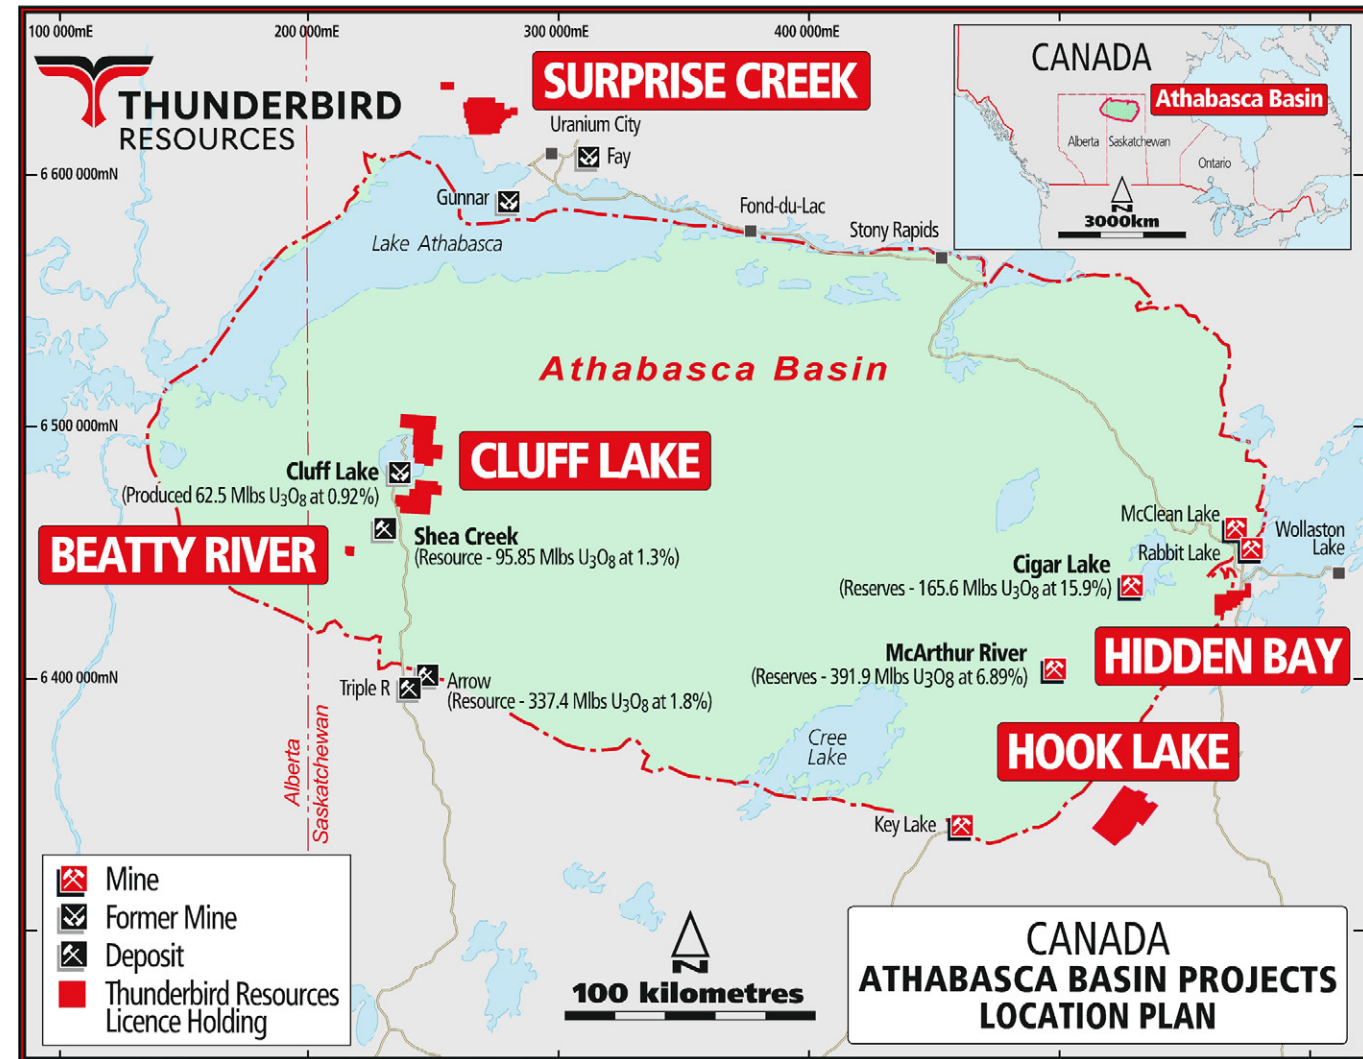 100 000mE
200 000mE
300 000mE
400 000mE
THUNDERBIRD
RESOURCES
SURPRISE CREEK
CANADA
Athabasca Basin
Alberta
Saskatchewan
Ontario
N
3000km
Uranium City
Fay
6 600 000mN
Gunnar
Fond-du-Lac
Lake Athabasca
Stony Rapids
Athabasca Basin
6 500 000mN
CLUFF LAKE
Cluff Lake
(Produced 62.5 Mlbs U₃O₈ at 0.92%)
BEATTY RIVER
Shea Creek
(Resource - 95.85 Mlbs U₃O₈ at 1.3%)
McClean Lake
Rabbit Lake
Wollaston
Lake
Cigar Lake
(Reserves - 165.6 Mlbs U₃O₈ at 15.9%)
HIDDEN BAY
McArthur River
(Reserves - 391.9 Mlbs U₃O₈ at 6.89%)
6 400 000mN
Triple R
Arrow
(Resource - 337.4 Mlbs U₃O₈ at 1.8%)
Cree
Lake
HOOK LAKE
Alberta
Saskatchewan
Key Lake
Mine
Former Mine
Deposit
Thunderbird Resources
Licence Holding
N
100 kilometres
CANADA
ATHABASCA BASIN PROJECTS
LOCATION PLAN